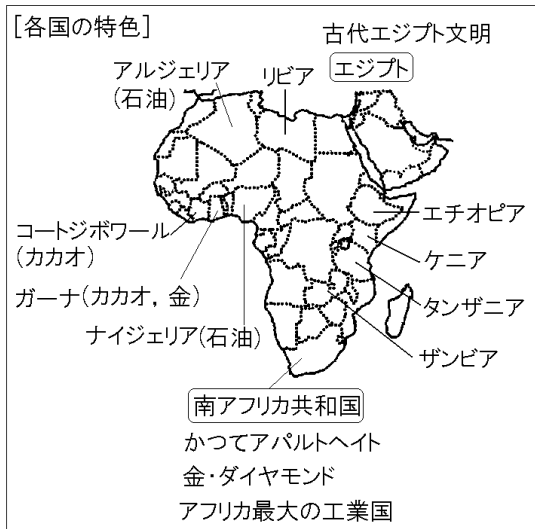 [各国の特色]
古代エジプト文明
エジプト
アルジェリア
(石油)
リビア
エチオピア
コートジボワール
(カカオ)
ケニア
ガーナ(カカオ, 金)
タンザニア
ナイジェリア(石油)
ザンビア
南アフリカ共和国
かつてアパルトヘイト
金・ダイヤモンド
アフリカ最大の工業国